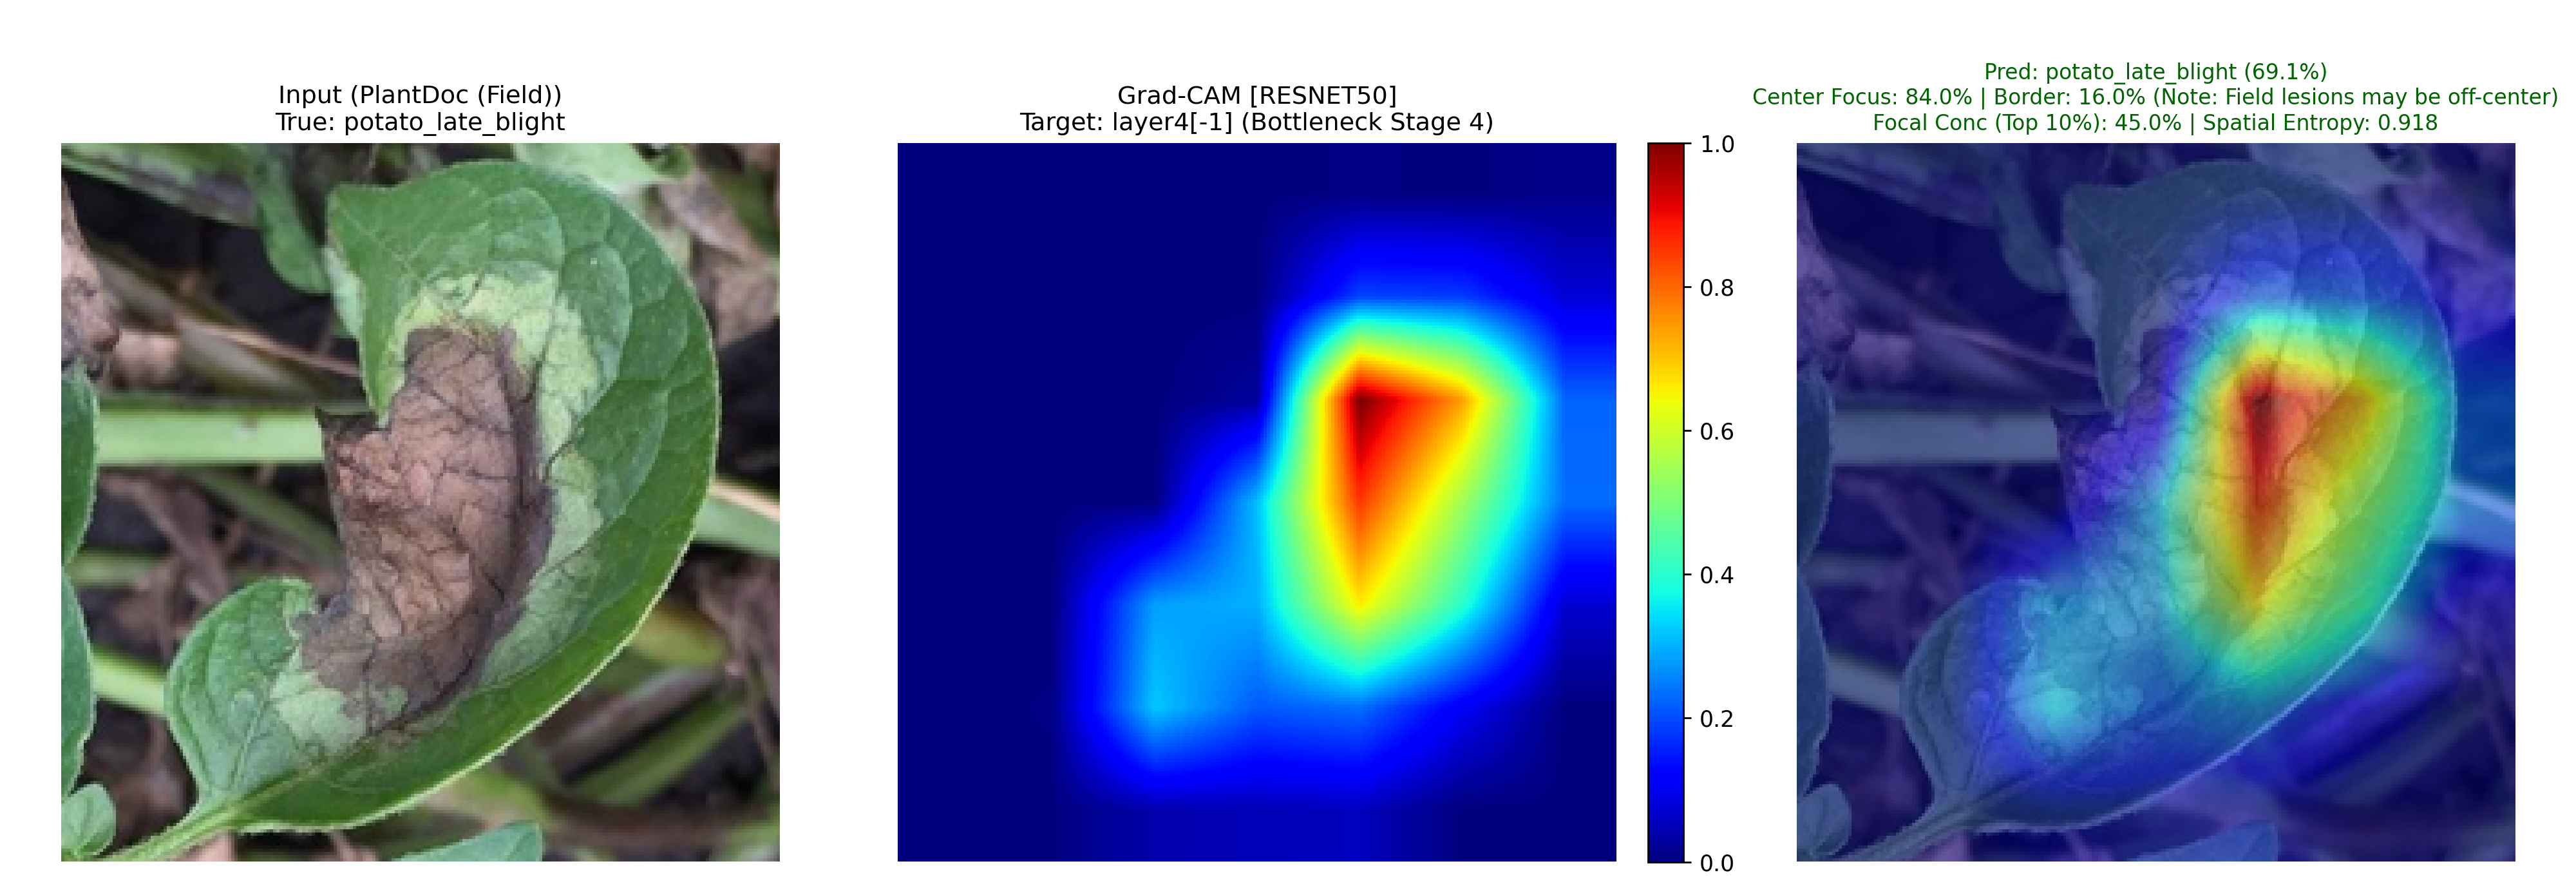 Input (PlantDoc (Field))
True: potato_late_blight
Grad-CAM [RESNET50]
Target: layer4[-1] (Bottleneck Stage 4)
1.0
0.8
0.6
0.4
0.2
0.0
Pred: potato_late_blight (69.1%)
Center Focus: 84.0% | Border: 16.0% (Note: Field lesions may be off-center)
Focal Conc (Top 10%): 45.0% | Spatial Entropy: 0.918